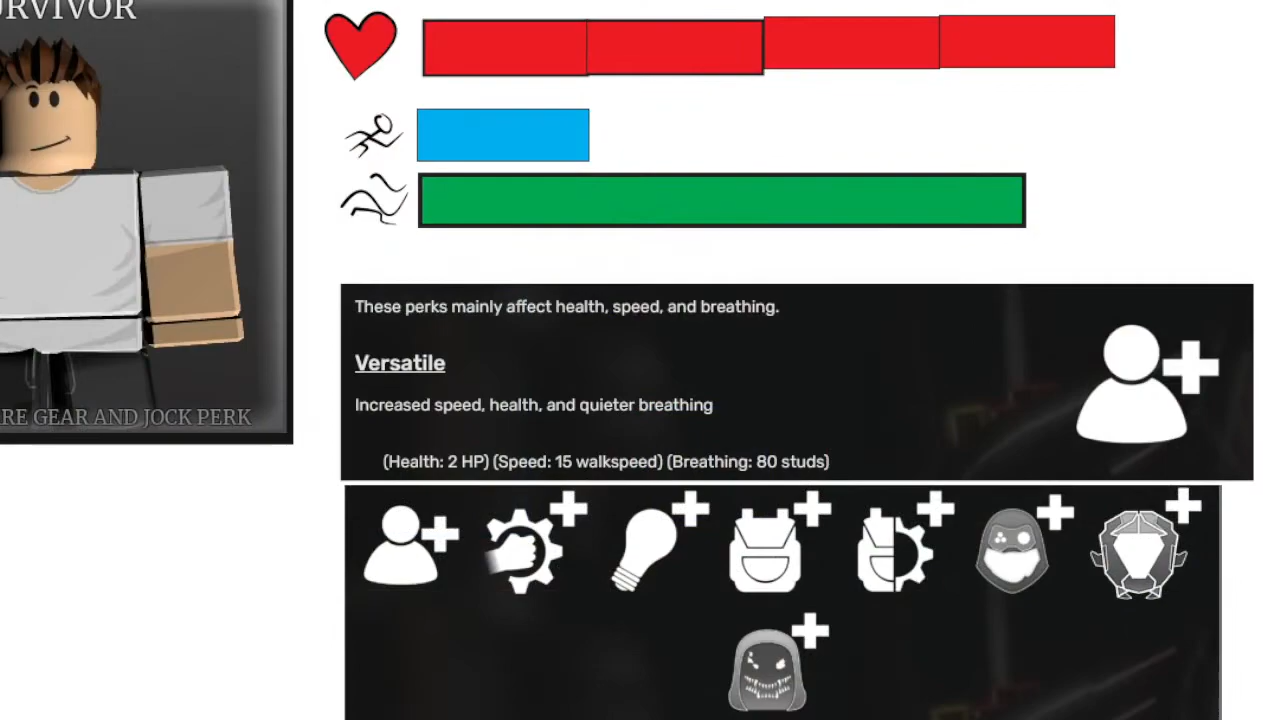 RVIVOR
RE GEAR AND JOCK PERK
These perks mainly affect health, speed, and breathing.
Versatile
Increased speed, health, and quieter breathing
(Health: 2 HP) (Speed: 15 walkspeed) (Breathing: 80 studs)